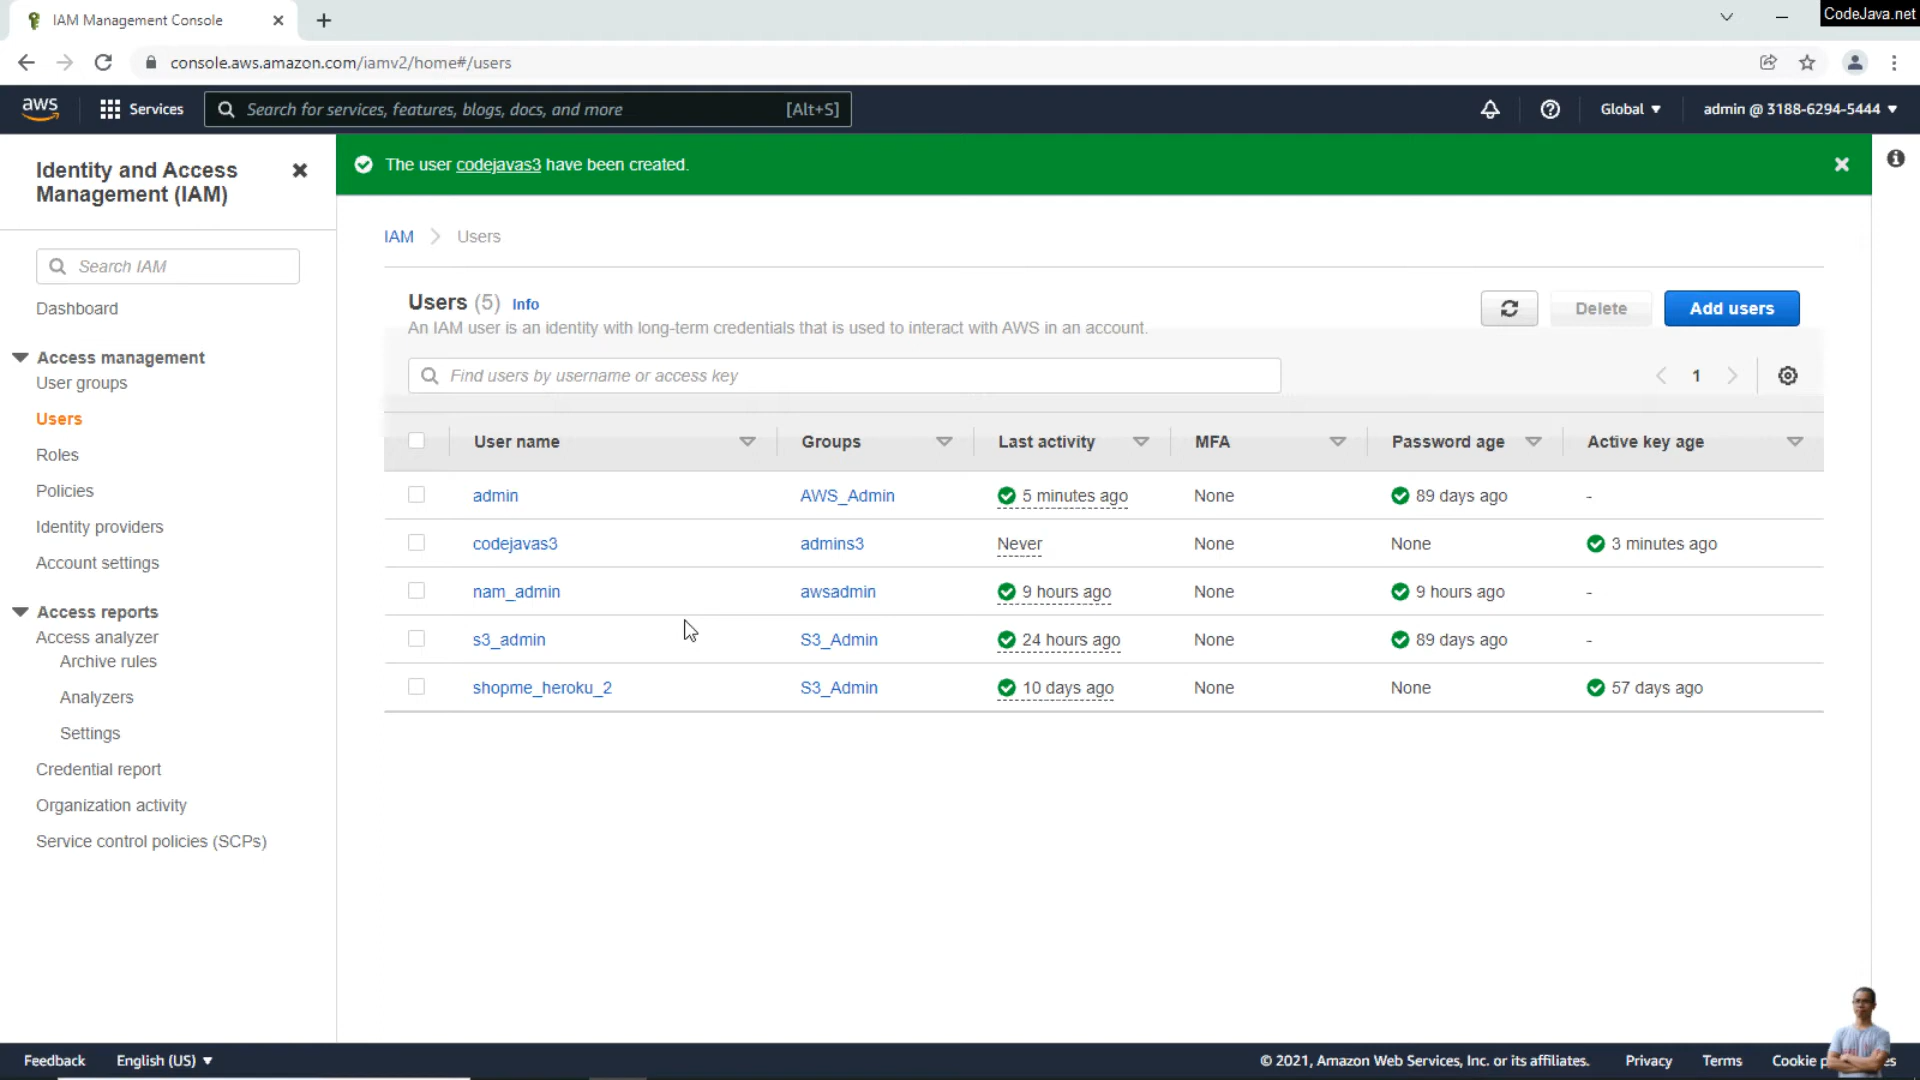 IAM Management Console
CodeJava.net
console.aws.amazon.com/iamv2/home#/users
aws
Services
Search for services, features, blogs, docs, and more
[Alt+S]
Global
admin @ 3188-6294-5444
Identity and Access
Management (IAM)
The user codejavas3 have been created.
Search IAM
Dashboard
Access management
User groups
Users
Roles
Policies
Identity providers
Account settings
Access reports
Access analyzer
Archive rules
Analyzers
Settings
Credential report
Organization activity
Service control policies (SCPs)
IAM
Users
Users (5) Info
An IAM user is an identity with long-term credentials that is used to interact with AWS in an account.
Delete
Add users
Find users by username or access key
1
User name Groups Last activity MFA Password age Active key age
admin AWS_Admin 5 minutes ago None 89 days ago -
codejavas3 admins3 Never None None 3 minutes ago
nam_admin awsadmin 9 hours ago None 9 hours ago -
s3_admin S3_Admin 24 hours ago None 89 days ago -
shopme_heroku_2 S3_Admin 10 days ago None None 57 days ago
Feedback English (US) © 2021, Amazon Web Services, Inc. or its affiliates. Privacy Terms Cookie